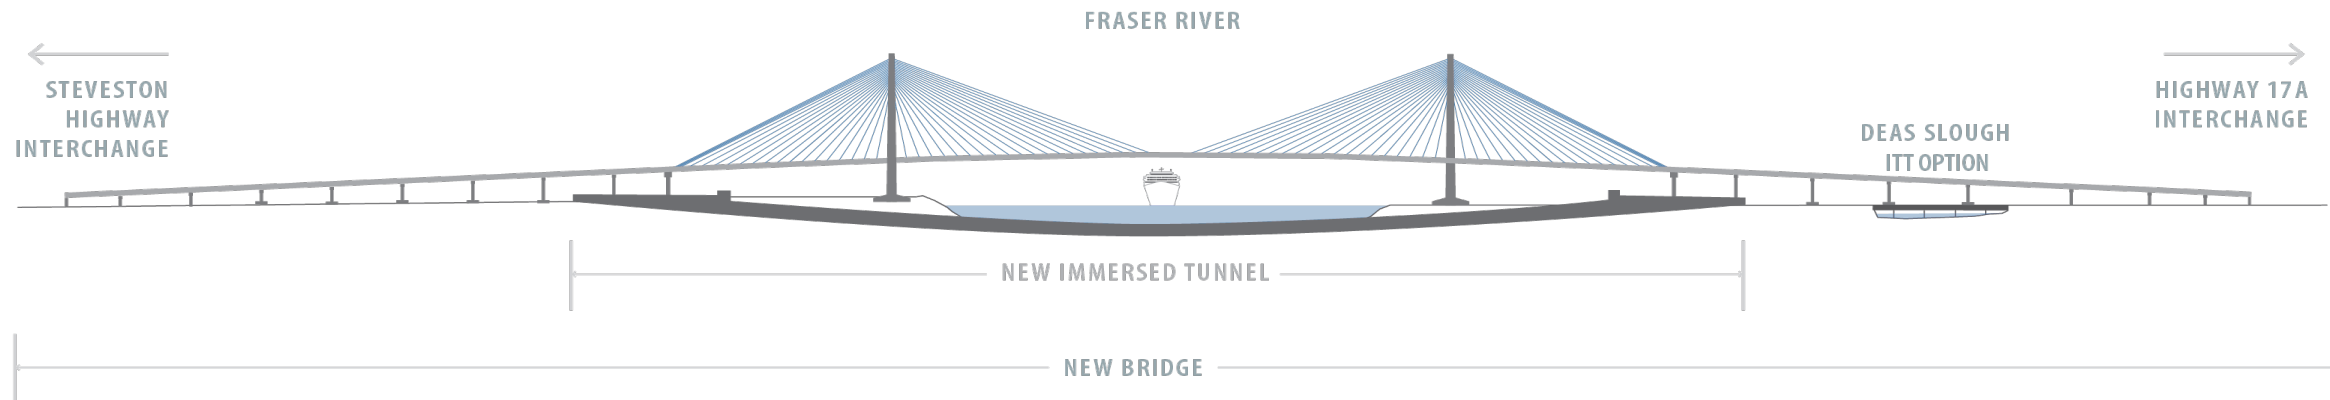 FRASER RIVER
STEVESTON
HIGHWAY
INTERCHANGE
HIGHWAY 17A
INTERCHANGE
DEAS SLOUGH
ITT OPTION
NEW IMMERSED TUNNEL
NEW BRIDGE